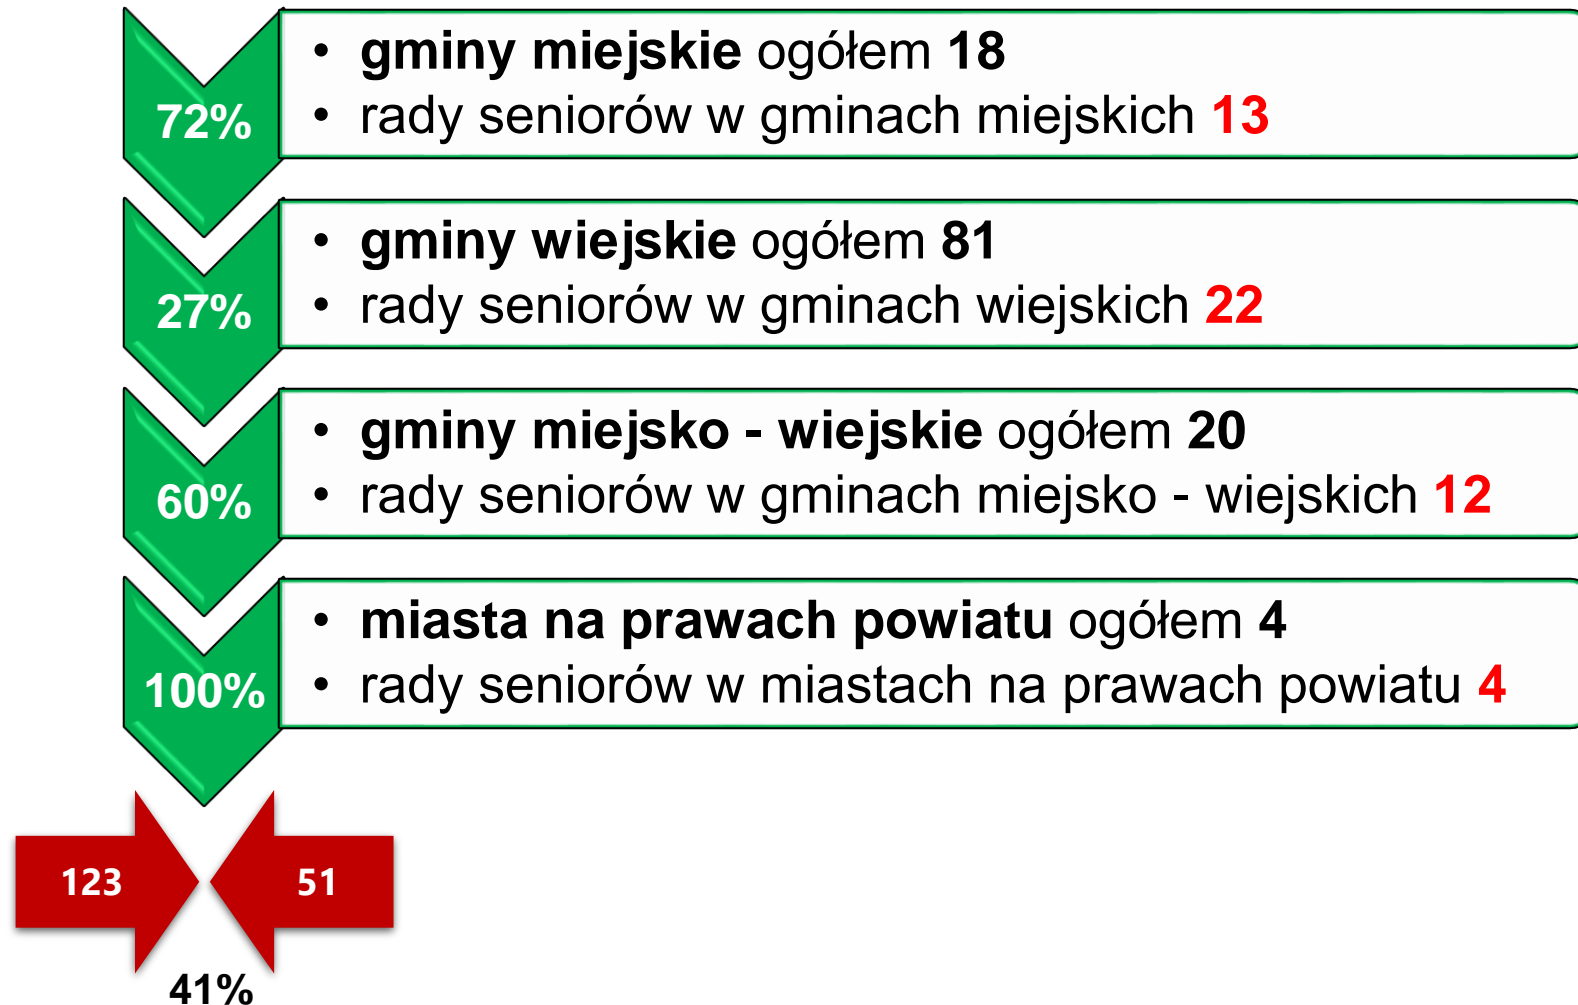 • gminy miejskie ogółem 18
72%
• rady seniorów w gminach miejskich 13
• gminy wiejskie ogółem 81
27%
• rady seniorów w gminach wiejskich 22
• gminy miejsko - wiejskie ogółem 20
60%
• rady seniorów w gminach miejsko - wiejskich 12
• miasta na prawach powiatu ogółem 4
100%
• rady seniorów w miastach na prawach powiatu 4
123 51
41%